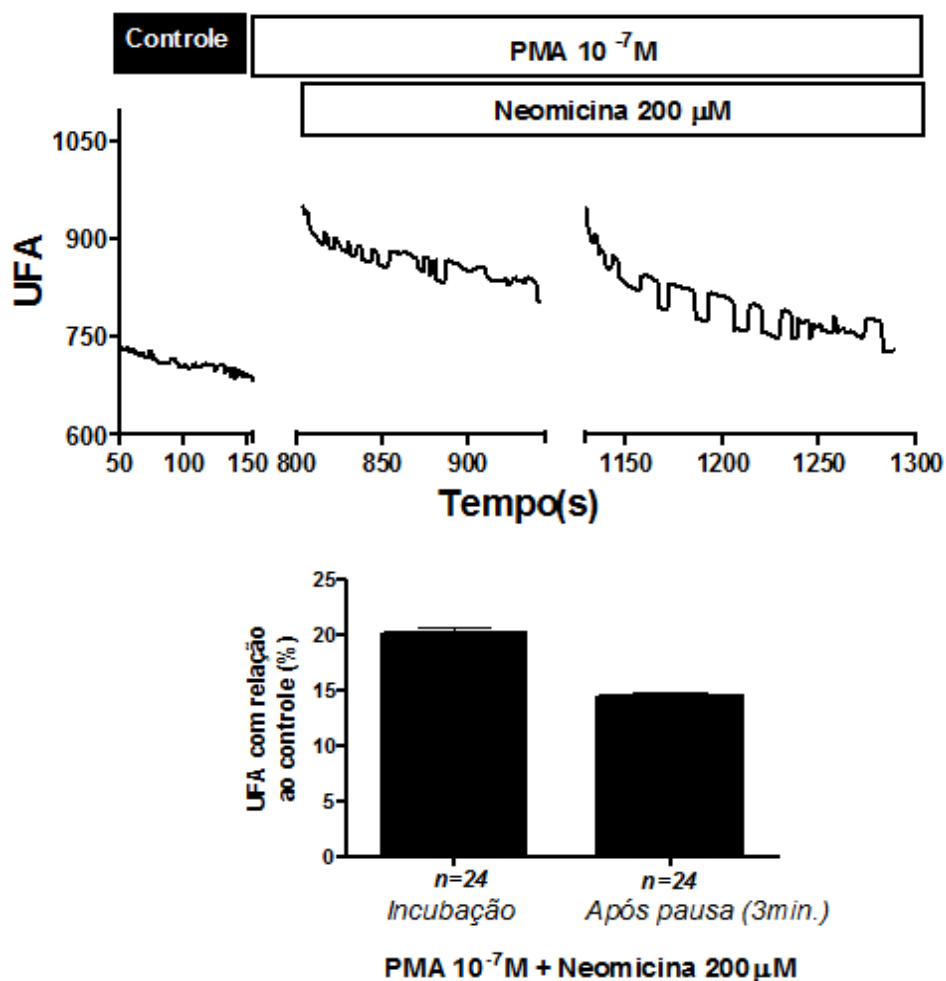 Controle
PMA 10⁻⁷M
Neomicina 200 µM
1050
900
750
600
UFA
50 100 150 800 850 900 1150 1200 1250 1300
Tempo(s)
25
20
15
10
5
0
UFA com relação
ao controle (%)
n=24 n=24
Incubação Após pausa (3min.)
PMA 10⁻⁷M + Neomicina 200µM